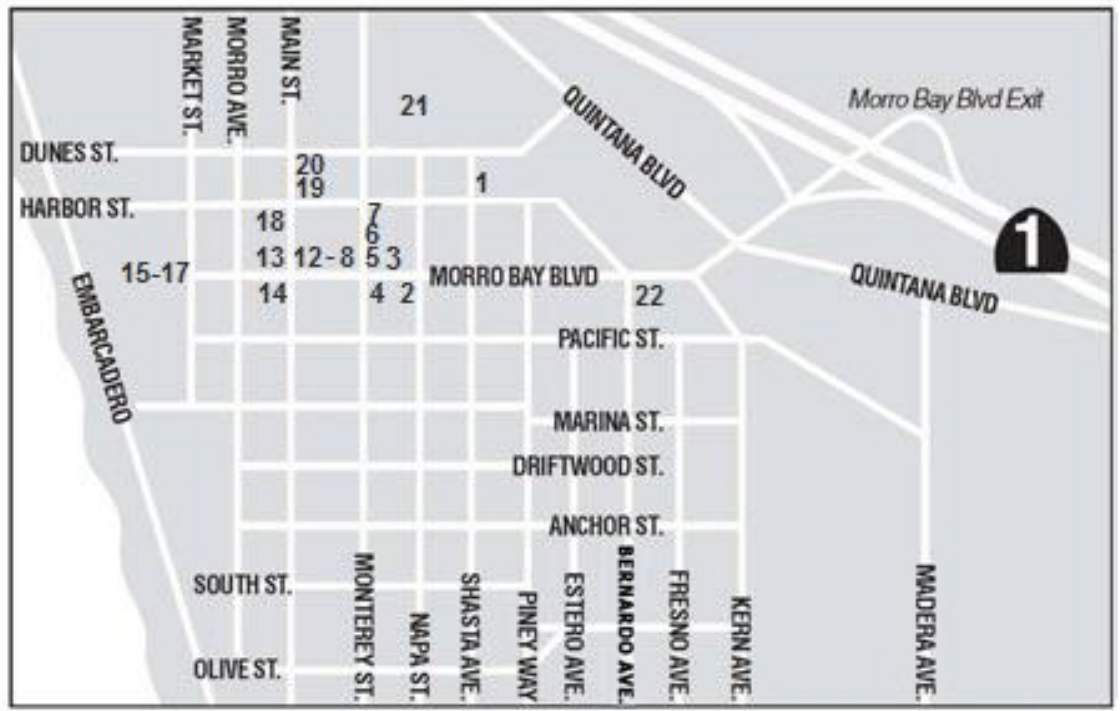 MARKET ST.
MORRO AVE.
MAIN ST.
21
QUINTANA BLVD
Morro Bay Blvd Exit
DUNES ST.
20
19
1
HARBOR ST.
18
7
6
1
15-17
13
12-8
5
3
MORRO BAY BLVD
QUINTANA BLVD
14
4
2
22
EMBARCADERO
PACIFIC ST.
MARINA ST.
DRIFTWOOD ST.
ANCHOR ST.
SOUTH ST.
MONTEREY ST.
NAPA ST.
SHASTA AVE.
PINEY WAY
ESTERO AVE.
BERNARDO AVE.
FRESNO AVE.
KERN AVE.
MADERA AVE.
OLIVE ST.